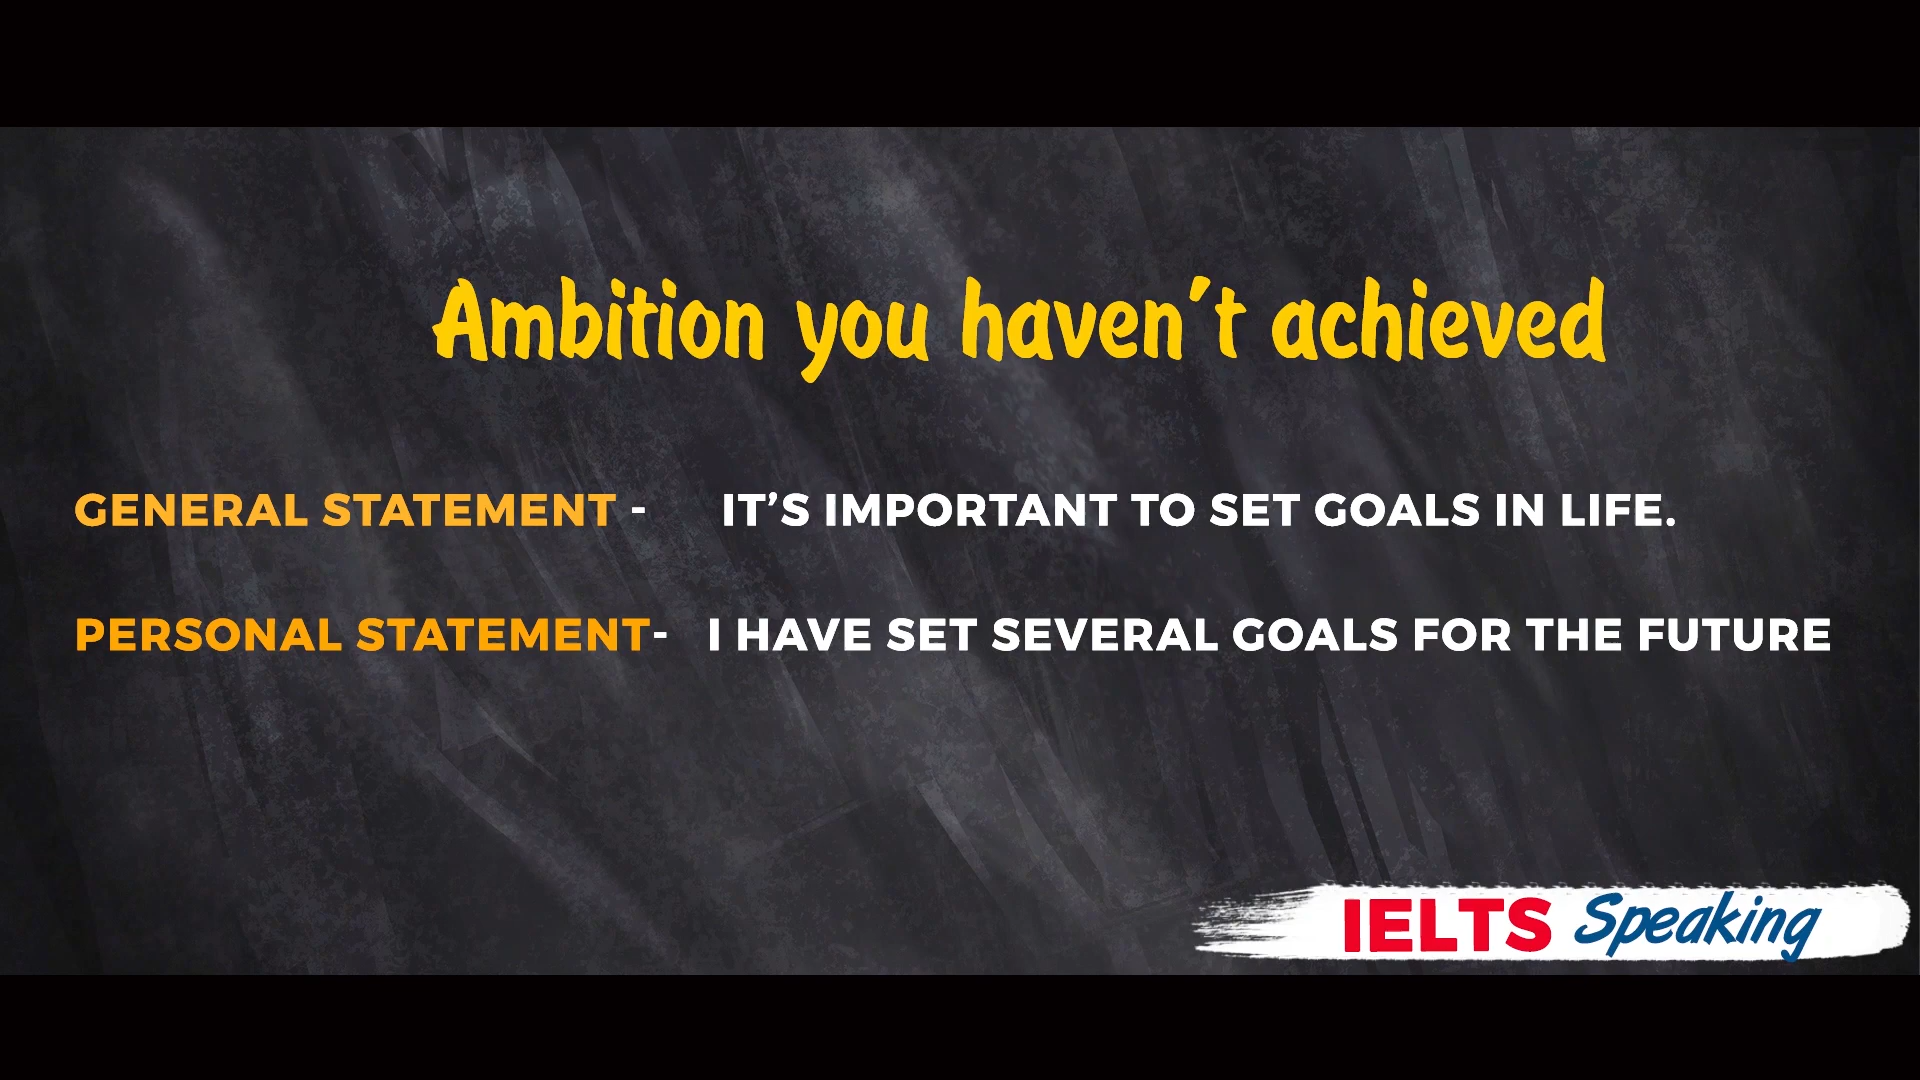 Ambition you haven't achieved
GENERAL STATEMENT - IT'S IMPORTANT TO SET GOALS IN LIFE.
PERSONAL STATEMENT- I HAVE SET SEVERAL GOALS FOR THE FUTURE
IELTS Speaking